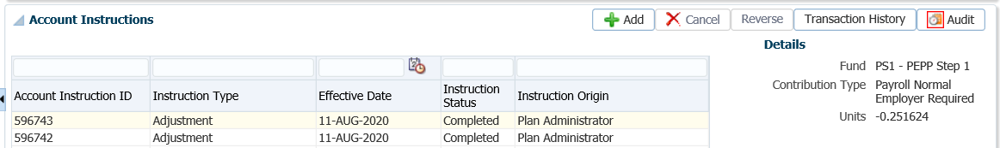 Account Instructions
Add Cancel Reverse Transaction History Audit
Details
Fund PS1 - PEPP Step 1
Contribution Type Payroll Normal
Employer Required
Units -0.251624
Account Instruction ID Instruction Type Effective Date Instruction Status Instruction Origin
596743 Adjustment 11-AUG-2020 Completed Plan Administrator
596742 Adjustment 11-AUG-2020 Completed Plan Administrator